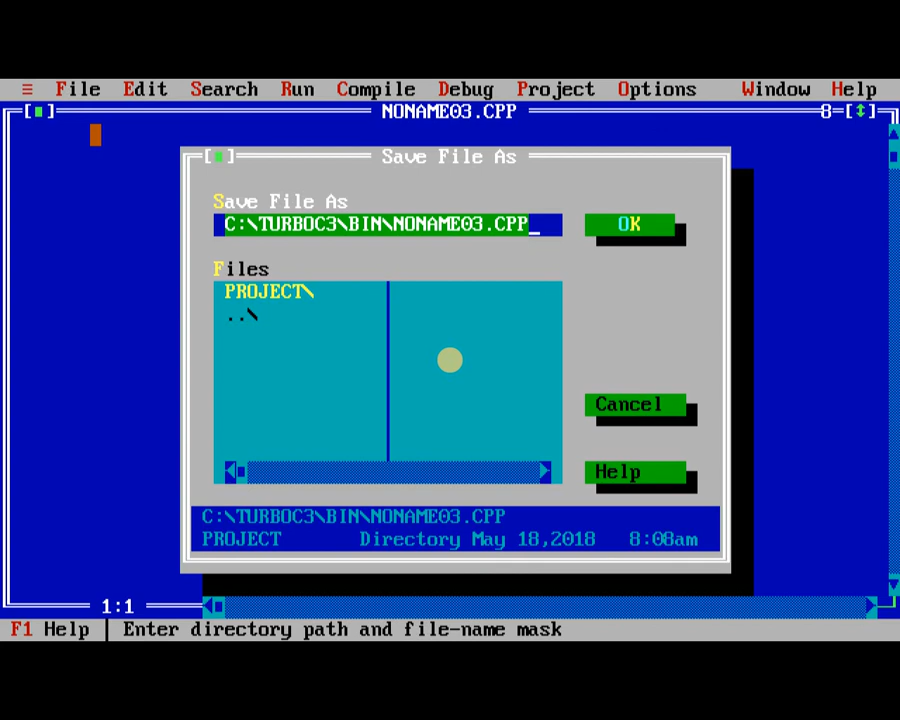 ≡ File Edit Search Run Compile Debug Project Options Window Help
[■] NONAME03.CPP 8=[↕]
[■] Save File As
Save File As
C:\TURBOC3\BIN\NONAME03.CPP_ OK
Files
PROJECT\
..\
Cancel
Help
C:\TURBOC3\BIN\NONAME03.CPP
PROJECT Directory May 18,2018 8:08am
1:1
F1 Help │ Enter directory path and file-name mask